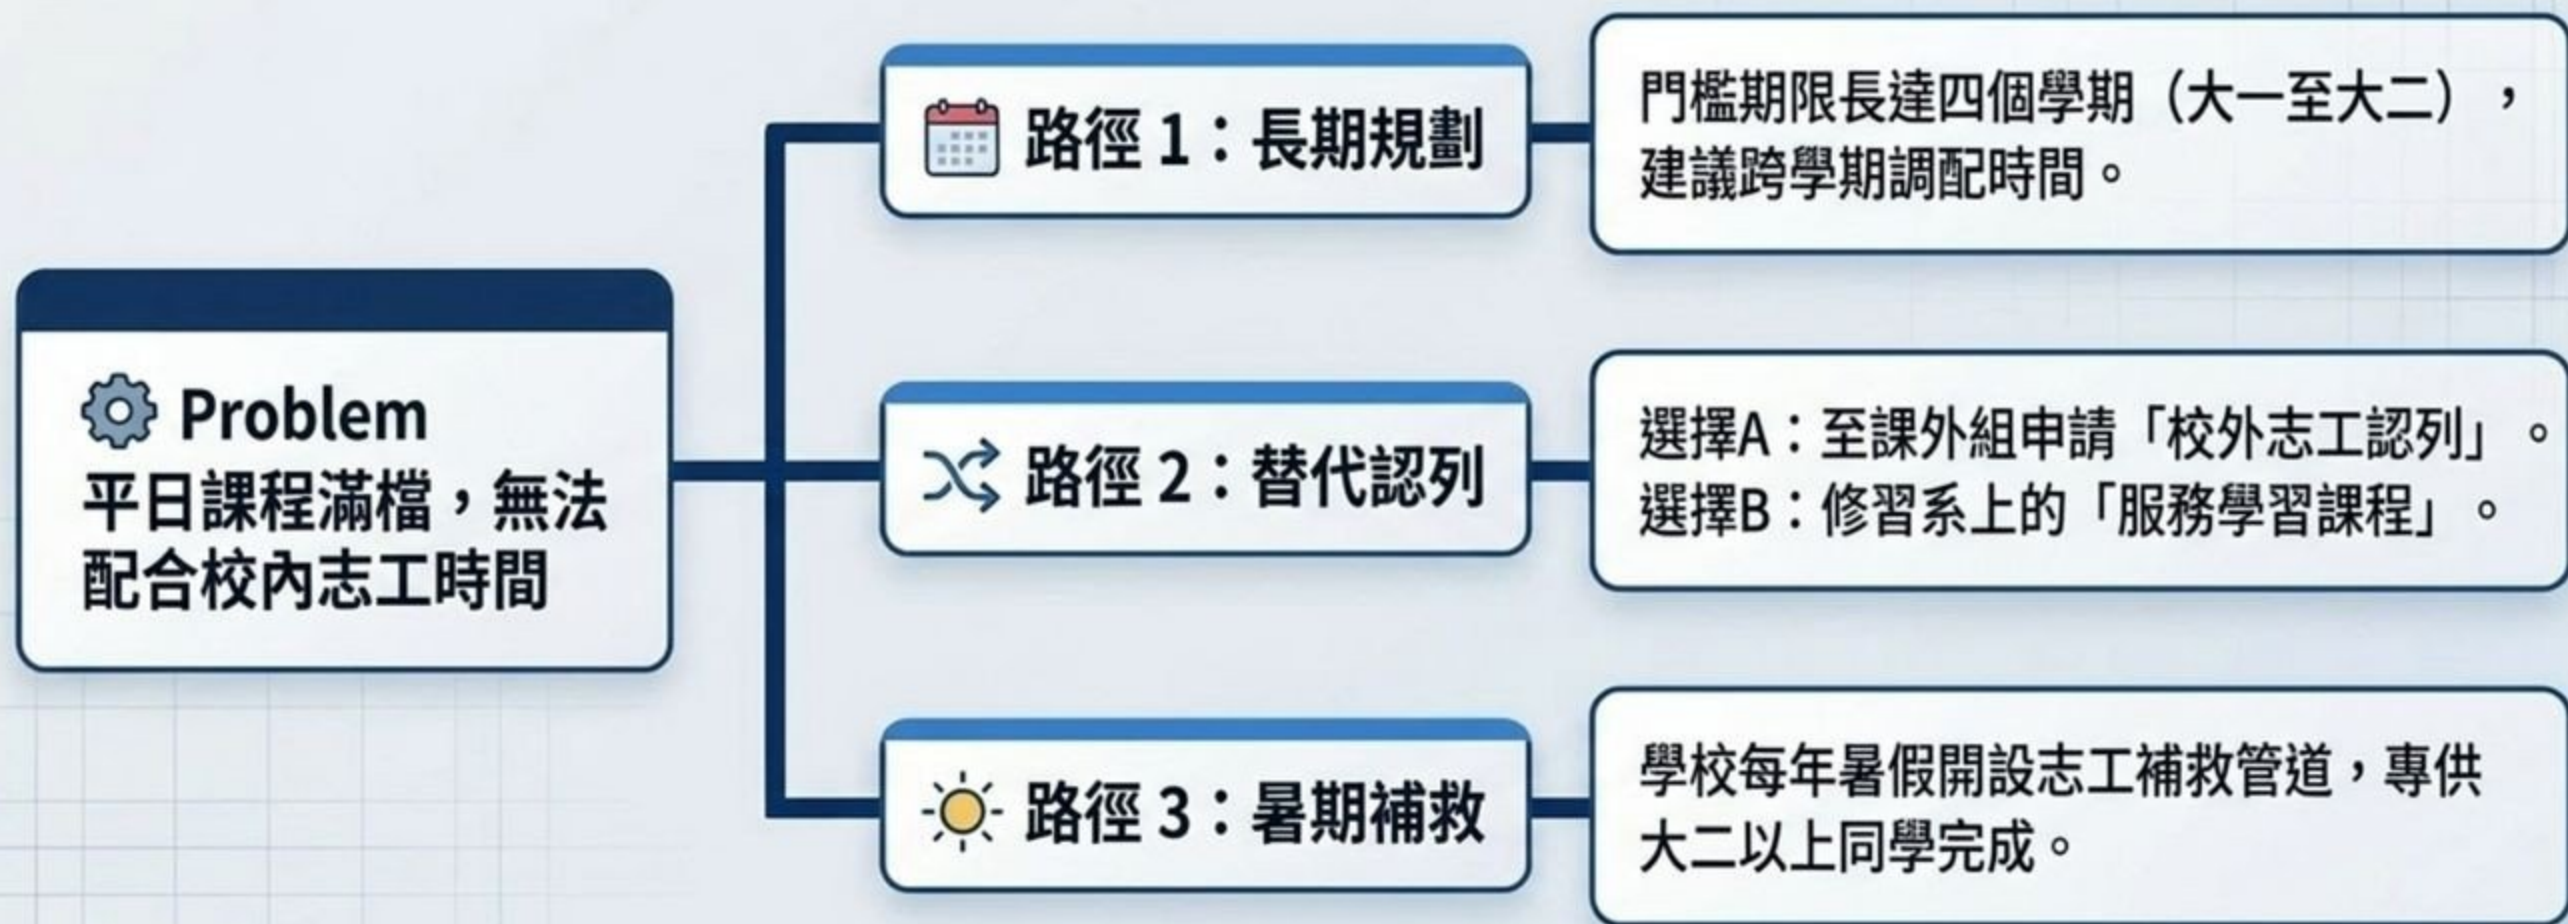 Problem
平日課程滿檔，無法
配合校內志工時間
路徑 1：長期規劃
門檻期限長達四個學期（大一至大二），
建議跨學期調配時間。
路徑 2：替代認列
選擇A：至課外組申請「校外志工認列」。
選擇B：修習系上的「服務學習課程」。
路徑 3：暑期補救
學校每年暑假開設志工補救管道，專供
大二以上同學完成。